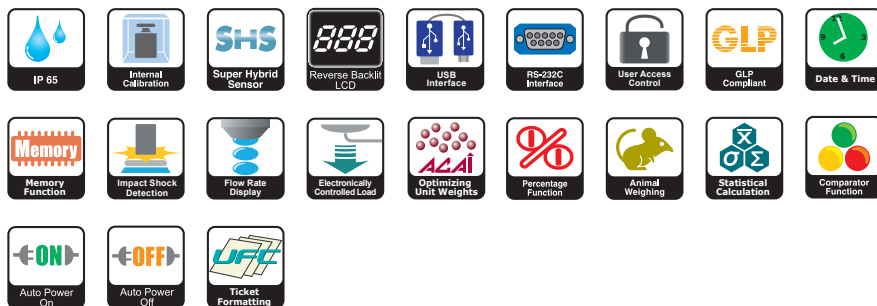 IP 65
Internal
Calibration
SHS
Super Hybrid
Sensor
888
Reverse Backlit
LCD
USB
Interface
RS-232C
Interface
User Access
Control
GLP
GLP
Compliant
12
9 3
6
Date & Time
Memory
Memory
Function
Impact Shock
Detection
Flow Rate
Display
Electronically
Controlled Load
ACAÎ
Optimizing
Unit Weights
%
Percentage
Function
Animal
Weighing
X̄
σ Σ
Statistical
Calculation
Comparator
Function
ON
Auto Power
On
OFF
Auto Power
Off
UFC
Ticket
Formatting